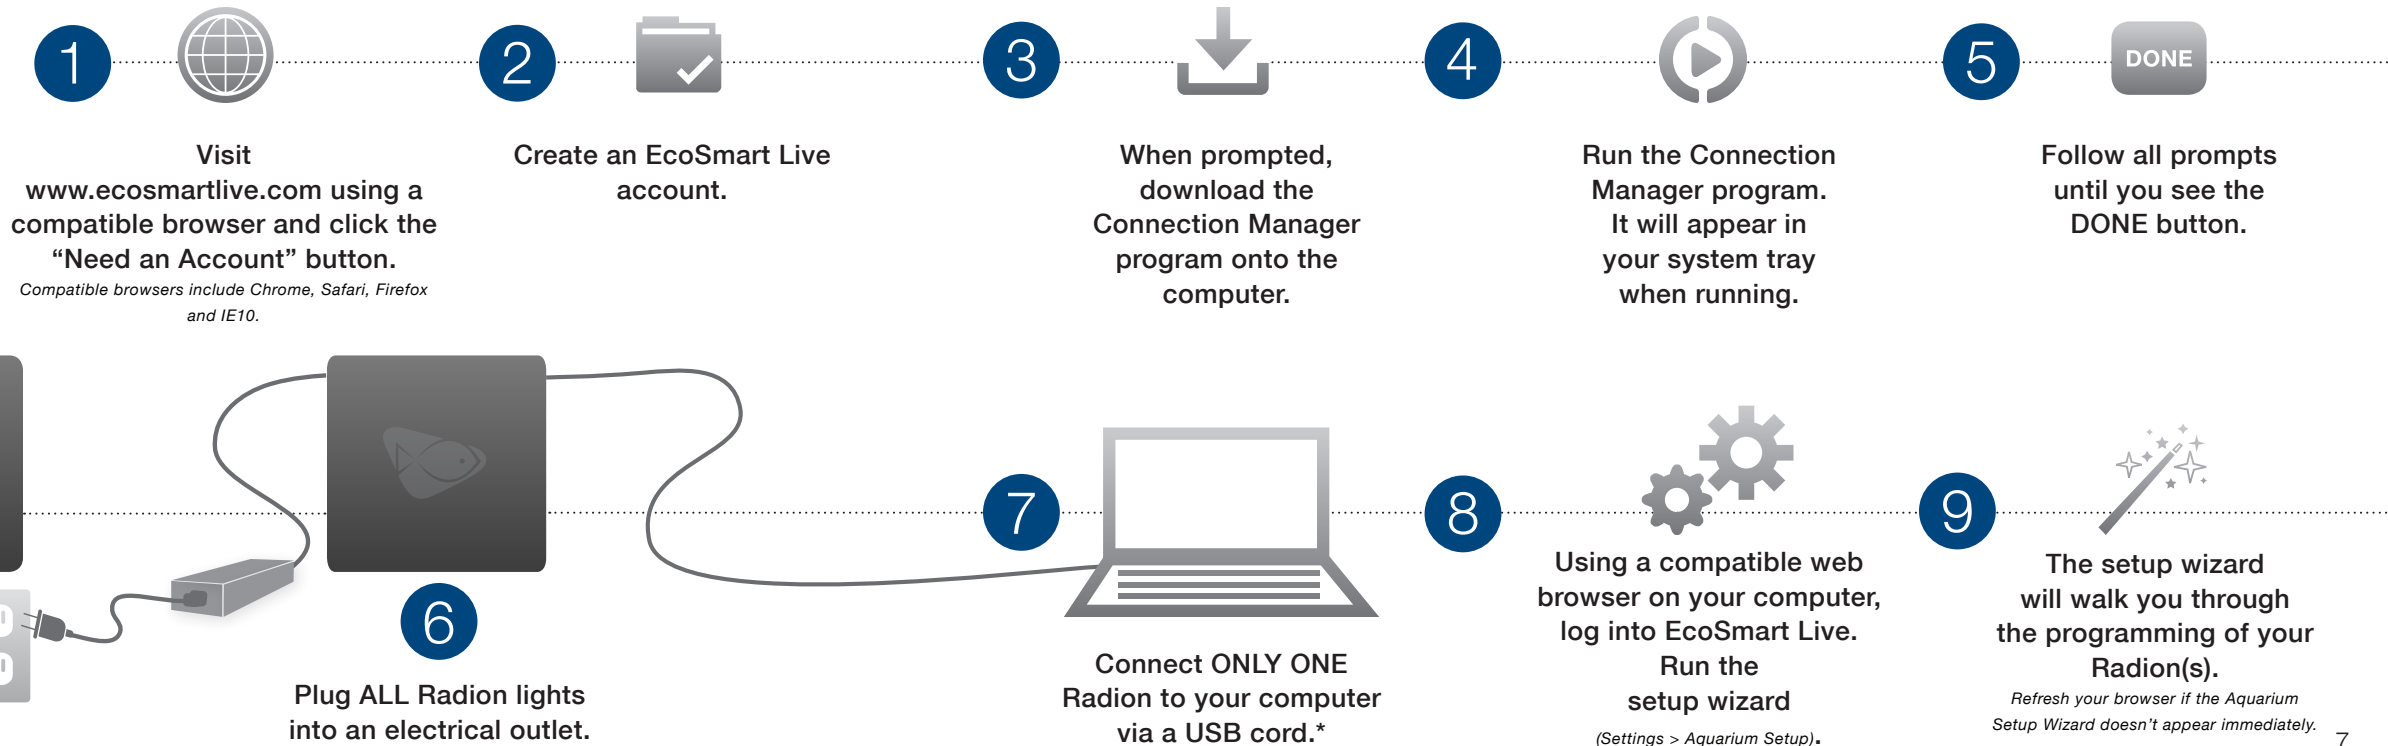 1
Visit
www.ecosmartlive.com using a
compatible browser and click the
“Need an Account” button.
Compatible browsers include Chrome, Safari, Firefox
and IE10.
2
Create an EcoSmart Live
account.
3
When prompted,
download the
Connection Manager
program onto the
computer.
4
Run the Connection
Manager program.
It will appear in
your system tray
when running.
5
DONE
Follow all prompts
until you see the
DONE button.
6
Plug ALL Radion lights
into an electrical outlet.
7
Connect ONLY ONE
Radion to your computer
via a USB cord.*
8
Using a compatible web
browser on your computer,
log into EcoSmart Live.
Run the
setup wizard
(Settings > Aquarium Setup).
9
The setup wizard
will walk you through
the programming of your
Radion(s).
Refresh your browser if the Aquarium
Setup Wizard doesn’t appear immediately.
7